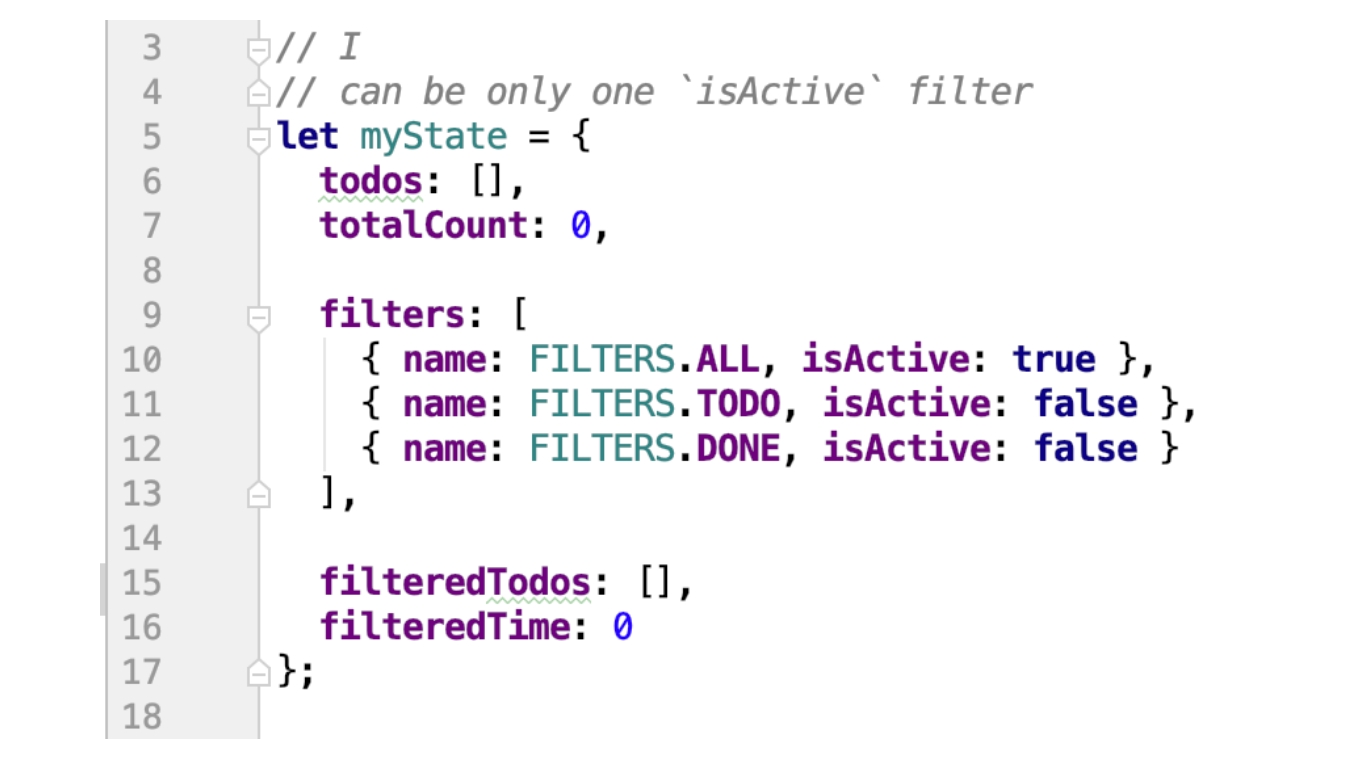 3 // I
4 // can be only one `isActive` filter
5 let myState = {
6   todos: [],
7   totalCount: 0,
8
9   filters: [
10     { name: FILTERS.ALL, isActive: true },
11     { name: FILTERS.TODO, isActive: false },
12     { name: FILTERS.DONE, isActive: false }
13   ],
14
15   filteredTodos: [],
16   filteredTime: 0
17 };
18